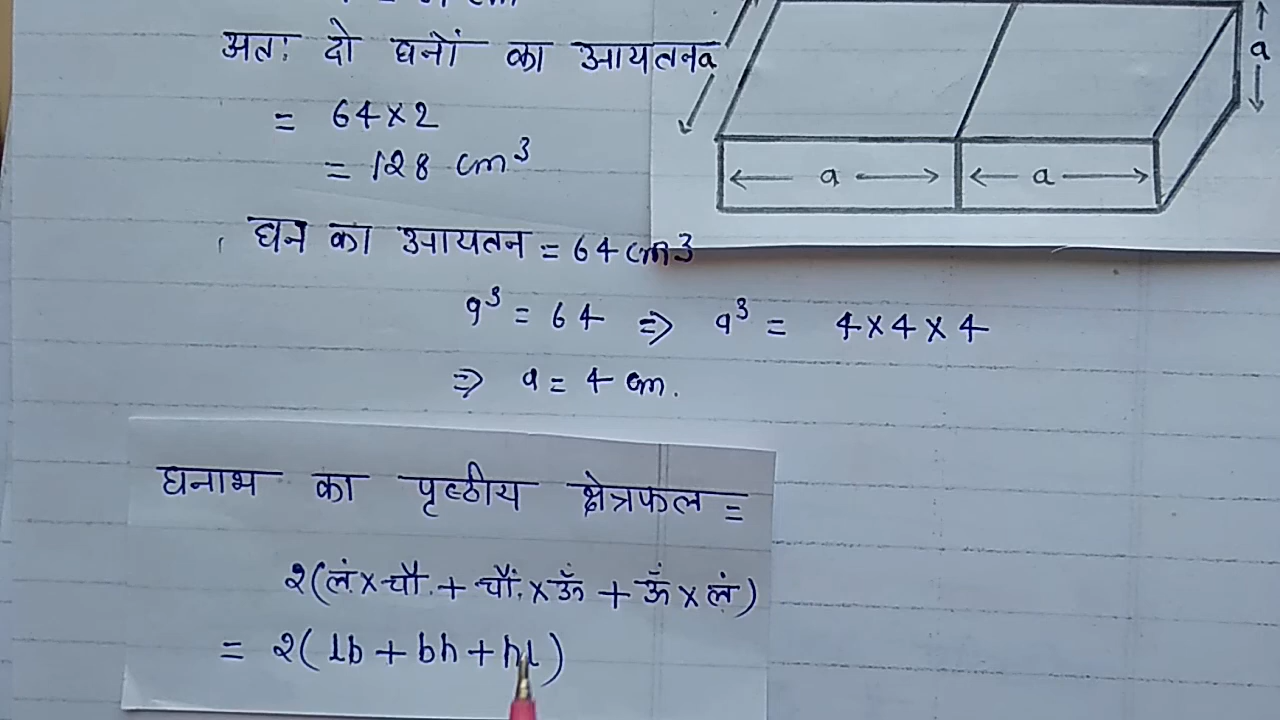 अतः दो घनों का आयतन
= 64 × 2
= 128 cm³
घन का आयतन = 64 cm³
a³ = 64 => a³ = 4 × 4 × 4
=> a = 4 cm.
घनाभ का पृष्ठीय क्षेत्रफल =
2(लं. × चौ. + चौ. × ऊँ + ऊँ × लं)
= 2( lb + bh + hl )
a
a
a
a